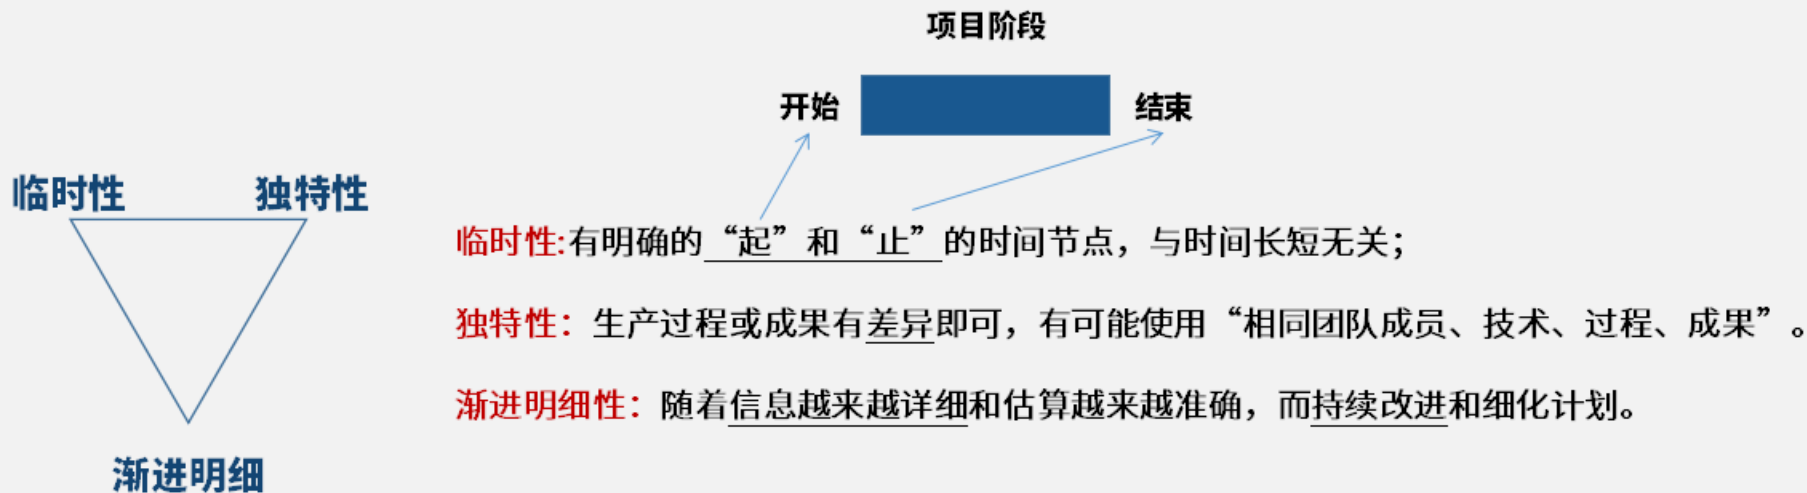 项目阶段
开始
结束
临时性
独特性
渐进明细
临时性:有明确的“起”和“止”的时间节点，与时间长短无关；
独特性：生产过程或成果有差异即可，有可能使用“相同团队成员、技术、过程、成果”。
渐进明细性：随着信息越来越详细和估算越来越准确，而持续改进和细化计划。